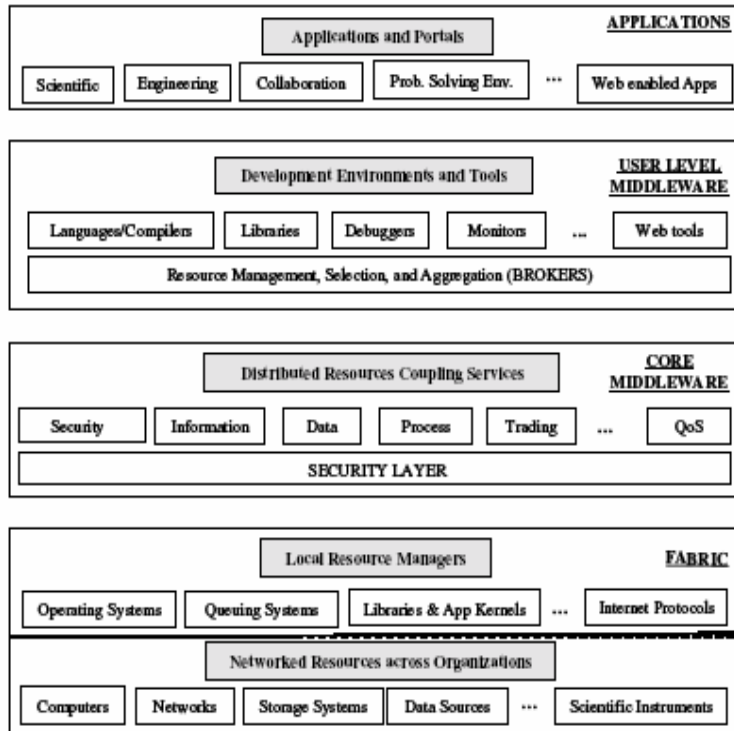 APPLICATIONS
Applications and Portals
Scientific Engineering Collaboration Prob. Solving Env. ... Web enabled Apps
USER LEVEL
MIDDLEWARE
Development Environments and Tools
Languages/Compilers Libraries Debuggers Monitors ... Web tools
Resource Management, Selection, and Aggregation (BROKERS)
CORE
MIDDLEWARE
Distributed Resources Coupling Services
Security Information Data Process Trading ... QoS
SECURITY LAYER
FABRIC
Local Resource Managers
Operating Systems Queuing Systems Libraries & App Kernels ... Internet Protocols
Networked Resources across Organizations
Computers Networks Storage Systems Data Sources ... Scientific Instruments